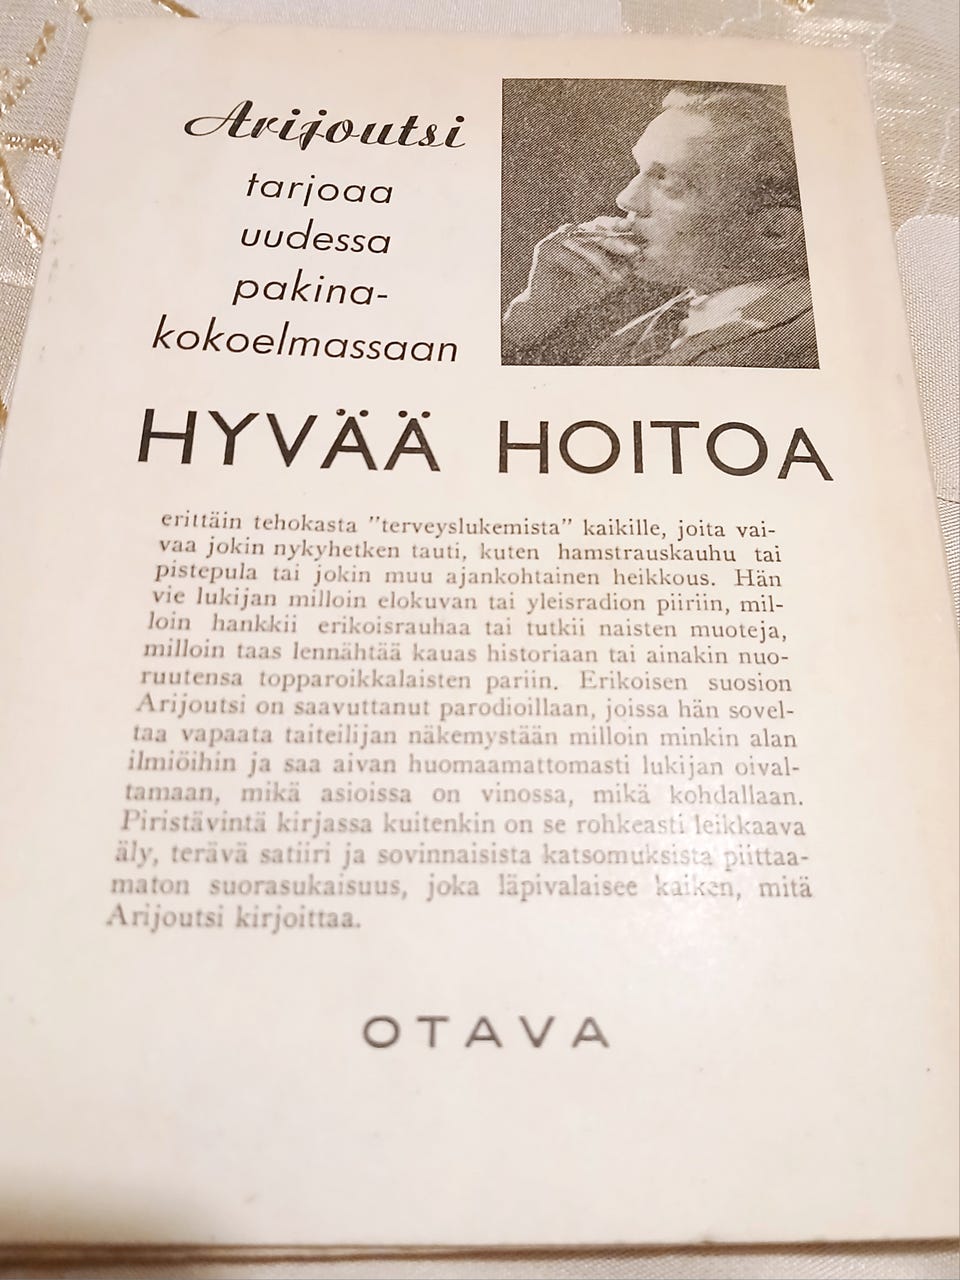 Arijoutsi
tarjoaa
uudessa
pakina-
kokoelmassaan
HYVÄÄ HOITOA
erittäin tehokasta ”terveyslukemista” kaikille, joita vai-
vaa jokin nykyhetken tauti, kuten hamstrauskauhu tai
pistepula tai jokin muu ajankohtainen heikkous. Hän
vie lukijan milloin elokuvan tai yleisradion piiriin, mil-
loin hankkii erikoisrauhaa tai tutkii naisten muoteja,
milloin taas lennähtää kauas historiaan tai ainakin nuo-
ruutensa topparoikkalaisten pariin. Erikoisen suosion
Arijoutsi on saavuttanut parodioillaan, joissa hän sovel-
taa vapaata taiteilijan näkemystään milloin minkin alan
ilmiöihin ja saa aivan huomaamattomasti lukijan oival-
tamaan, mikä asioissa on vinossa, mikä kohdallaan.
Piristävintä kirjassa kuitenkin on se rohkeasti leikkaava
äly, terävä satiiri ja sovinnaisista katsomuksista piittaa-
maton suorasukaisuus, joka läpivalaisee kaiken, mitä
Arijoutsi kirjoittaa.
OTAVA